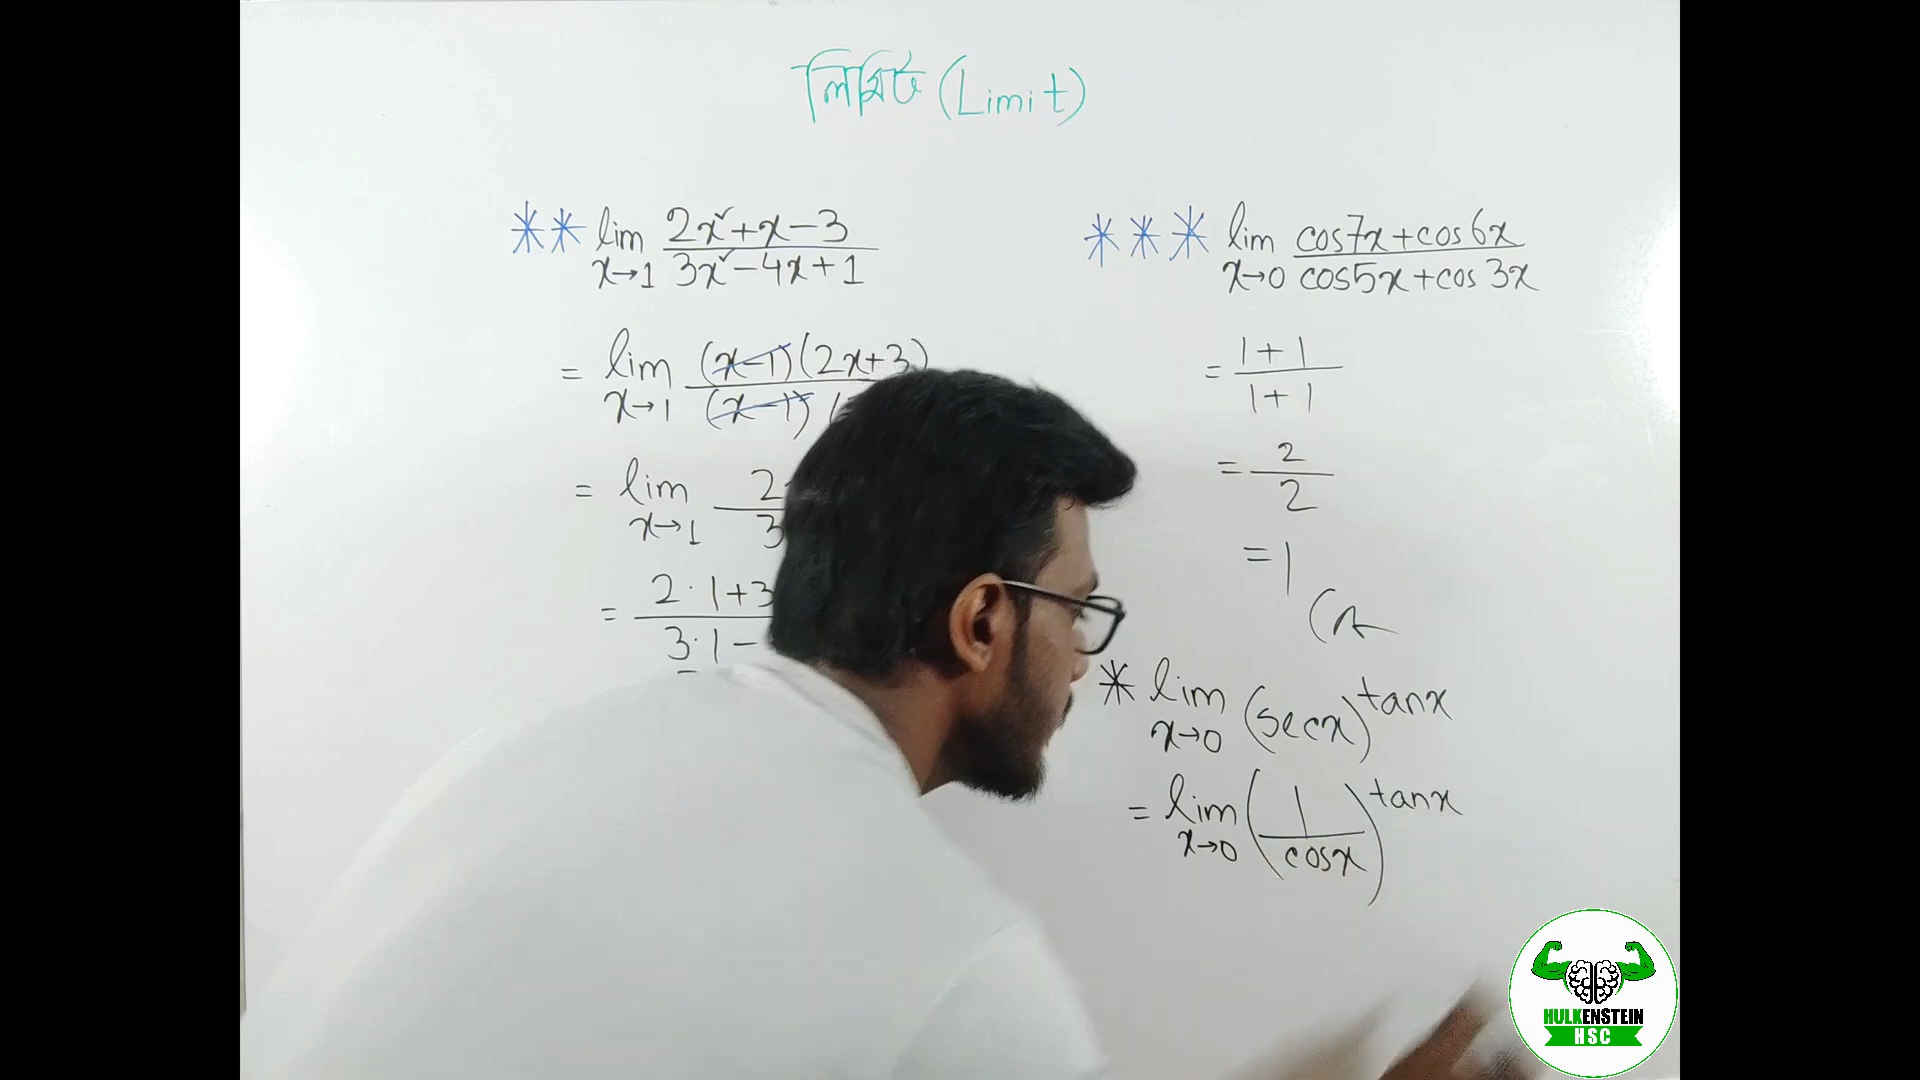 লিমিট (Limit)
** lim x→1 (2x²+x-3)/(3x²-4x+1)
= lim x→1 (x-1)(2x+3)/(x-1)(
= lim x→1 2/3
= 2·1+3/3·1-
*** lim x→0 (cos7x+cos6x)/(cos5x+cos3x)
= 1+1/1+1
= 2/2
= 1
* lim x→0 (secx)^tanx
= lim x→0 (1/cosx)^tanx
HULKENSTEIN
HSC